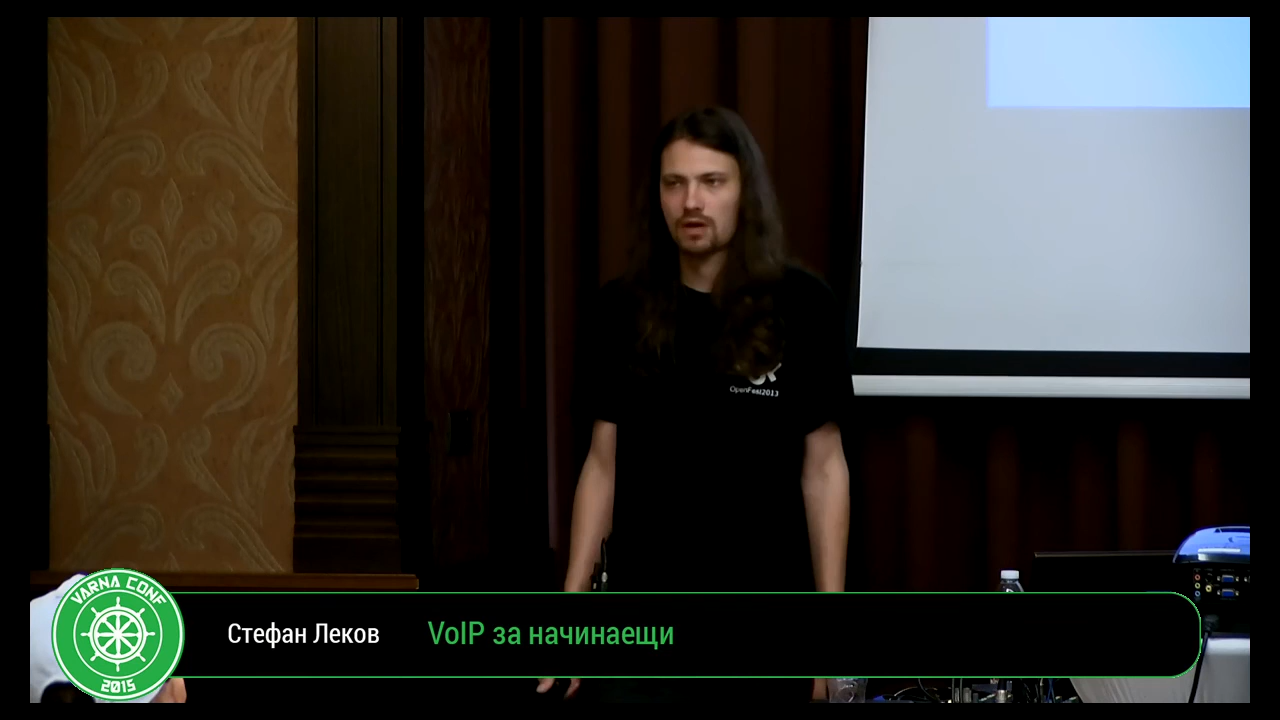 OpenFest2013
VARNA CONF
2015
Стефан Леков
VoIP за начинаещи